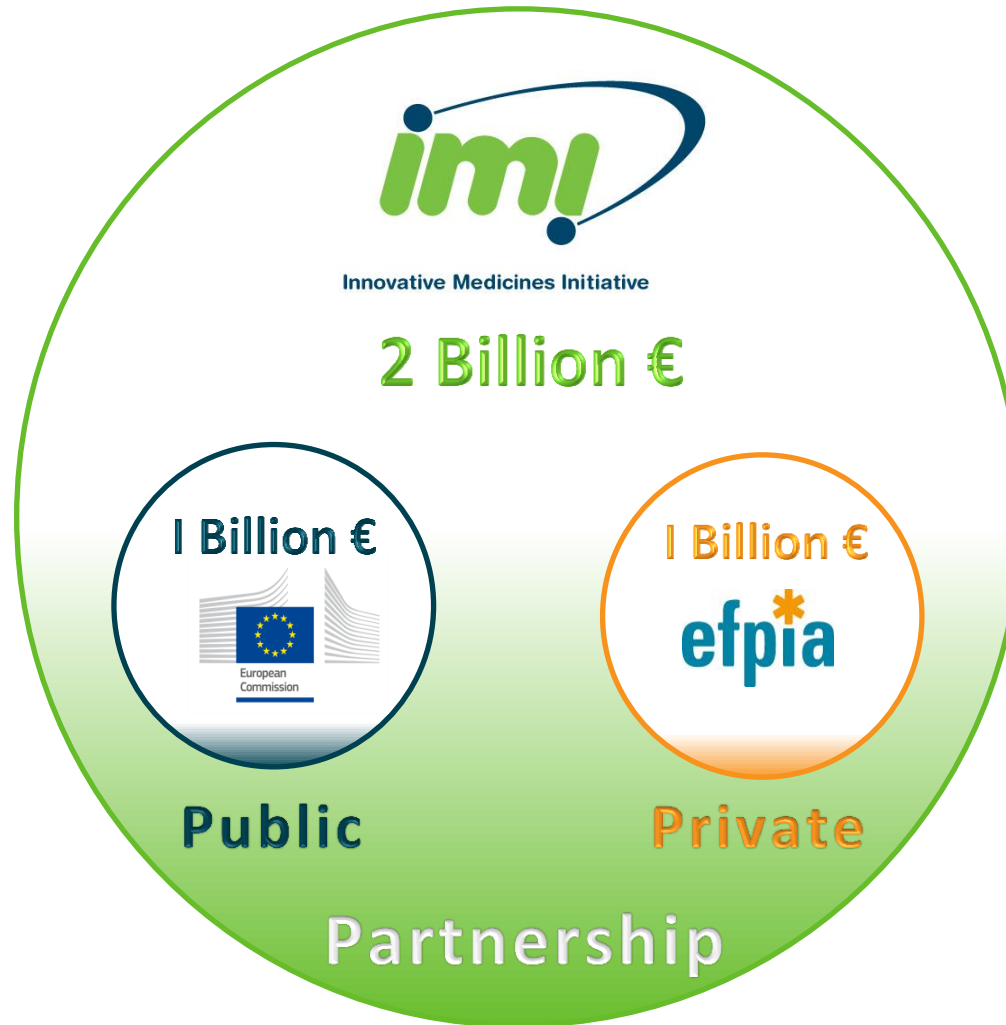 imi
Innovative Medicines Initiative
2 Billion €
I Billion €
European
Commission
Public
I Billion €
efpia
Private
Partnership